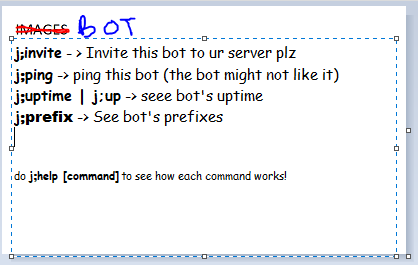 IMAGES BOT
j;invite - > Invite this bot to ur server plz
j;ping -> ping this bot (the bot might not like it)
j;uptime | j;up -> seee bot's uptime
j;prefix -> See bot's prefixes
do j;help [command] to see how each command works!